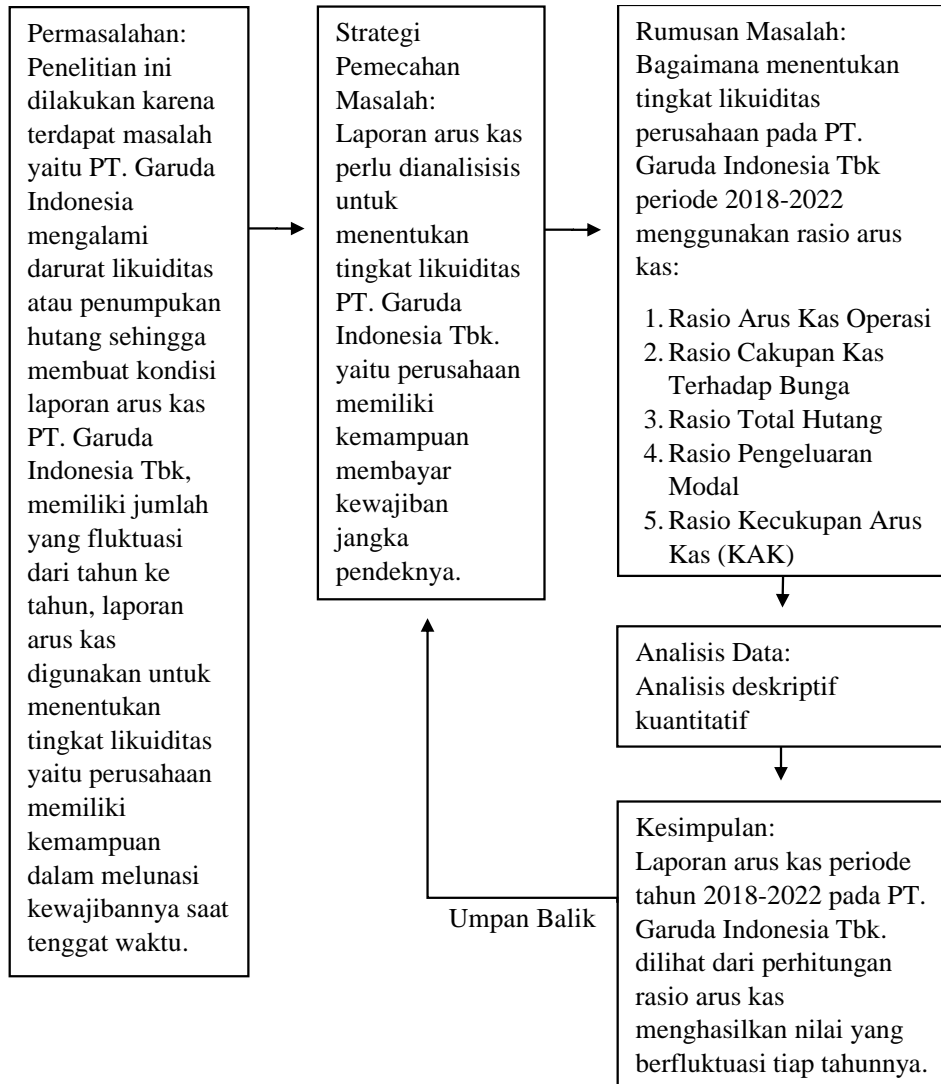 Permasalahan:
Penelitian ini
dilakukan karena
terdapat masalah
yaitu PT. Garuda
Indonesia
mengalami
darurat likuiditas
atau penumpukan
hutang sehingga
membuat kondisi
laporan arus kas
PT. Garuda
Indonesia Tbk,
memiliki jumlah
yang fluktuasi
dari tahun ke
tahun, laporan
arus kas
digunakan untuk
menentukan
tingkat likuiditas
yaitu perusahaan
memiliki
kemampuan
dalam melunasi
kewajibannya saat
tenggat waktu.
Strategi
Pemecahan
Masalah:
Laporan arus kas
perlu dianalisisis
untuk
menentukan
tingkat likuiditas
PT. Garuda
Indonesia Tbk.
yaitu perusahaan
memiliki
kemampuan
membayar
kewajiban
jangka
pendeknya.
Rumusan Masalah:
Bagaimana menentukan
tingkat likuiditas
perusahaan pada PT.
Garuda Indonesia Tbk
periode 2018-2022
menggunakan rasio arus
kas:
1. Rasio Arus Kas Operasi
2. Rasio Cakupan Kas
Terhadap Bunga
3. Rasio Total Hutang
4. Rasio Pengeluaran
Modal
5. Rasio Kecukupan Arus
Kas (KAK)
Analisis Data:
Analisis deskriptif
kuantitatif
Kesimpulan:
Laporan arus kas periode
tahun 2018-2022 pada PT.
Garuda Indonesia Tbk.
dilihat dari perhitungan
rasio arus kas
menghasilkan nilai yang
berfluktuasi tiap tahunnya.
Umpan Balik